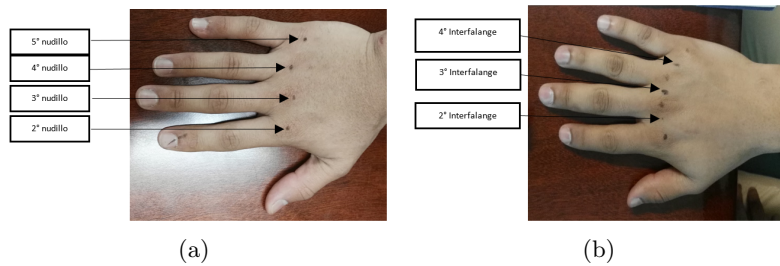 5° nudillo
4° nudillo
3° nudillo
2° nudillo
4° Interfalange
3° Interfalange
2° Interfalange
(a)
(b)